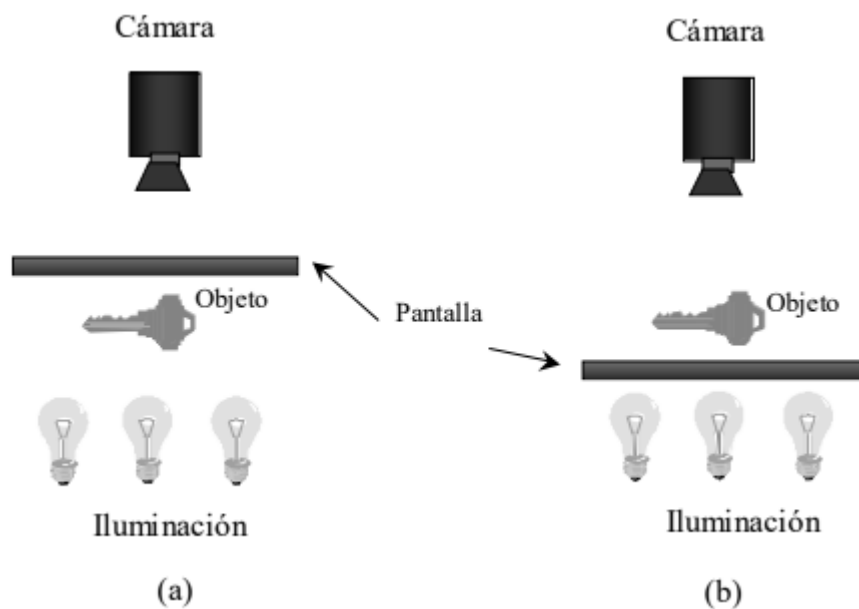 Cámara
Cámara
Objeto
Objeto
Pantalla
Iluminación
Iluminación
(a)
(b)